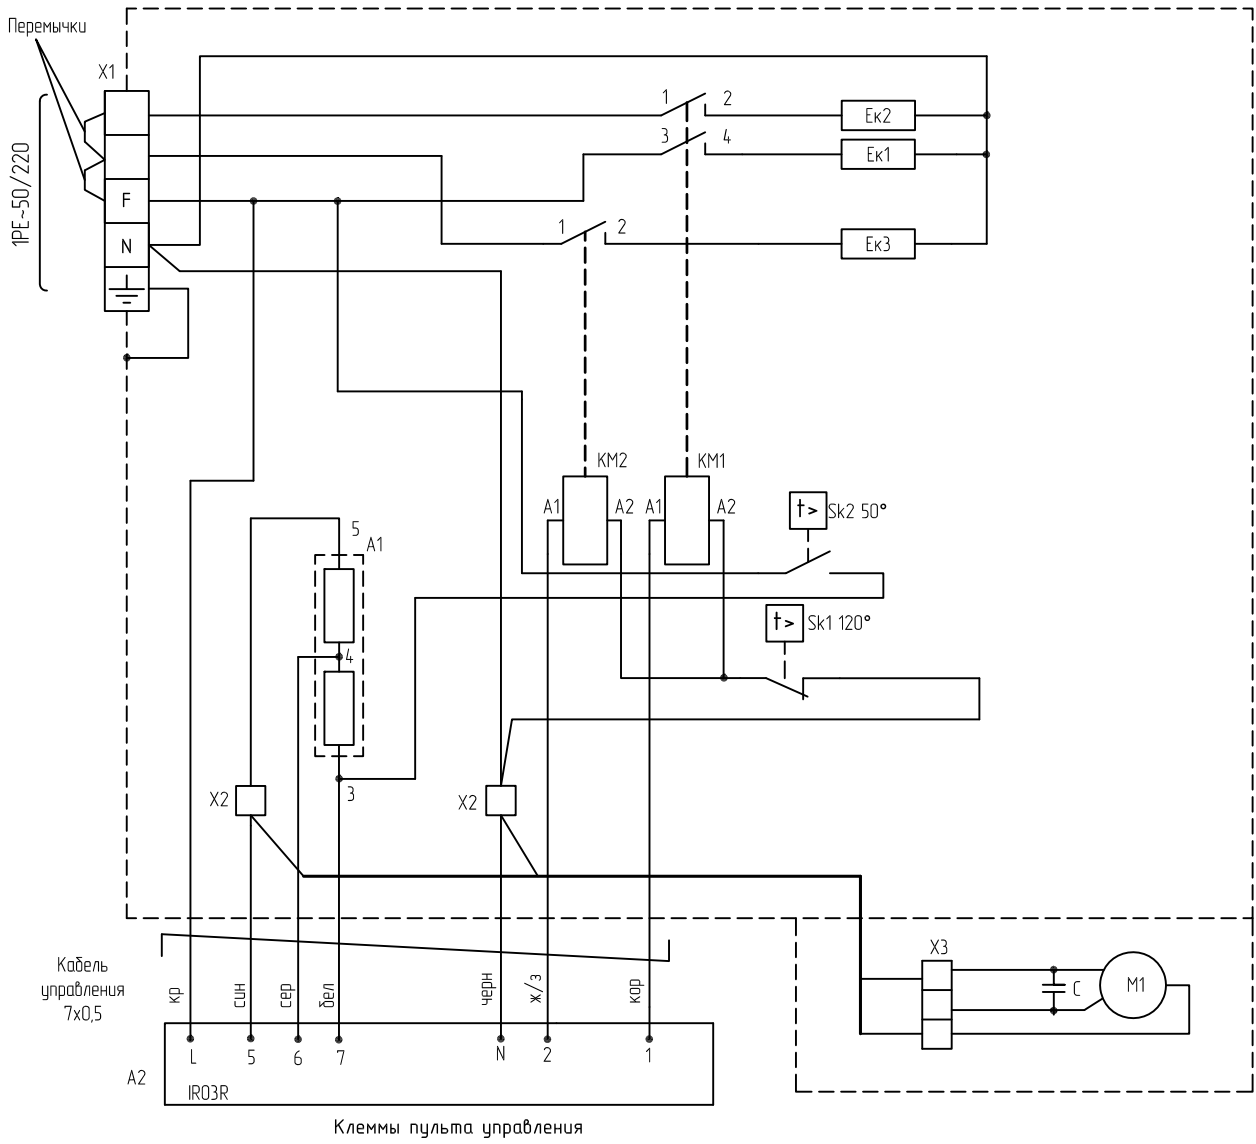 Перемычки
X1
1PE~50/220
F
N
1
2
Ек2
3
4
Ек1
1
2
Ек3
KM2
KM1
A1
A2
A1
A2
t>
Sk2 50°
5
A1
t>
Sk1 120°
4
3
X2
X2
Кабель
управления
7x0,5
кр
син
сер
бел
черн
ж/з
кор
X3
C
M1
L
5
6
7
N
2
1
A2
IR03R
Клеммы пульта управления